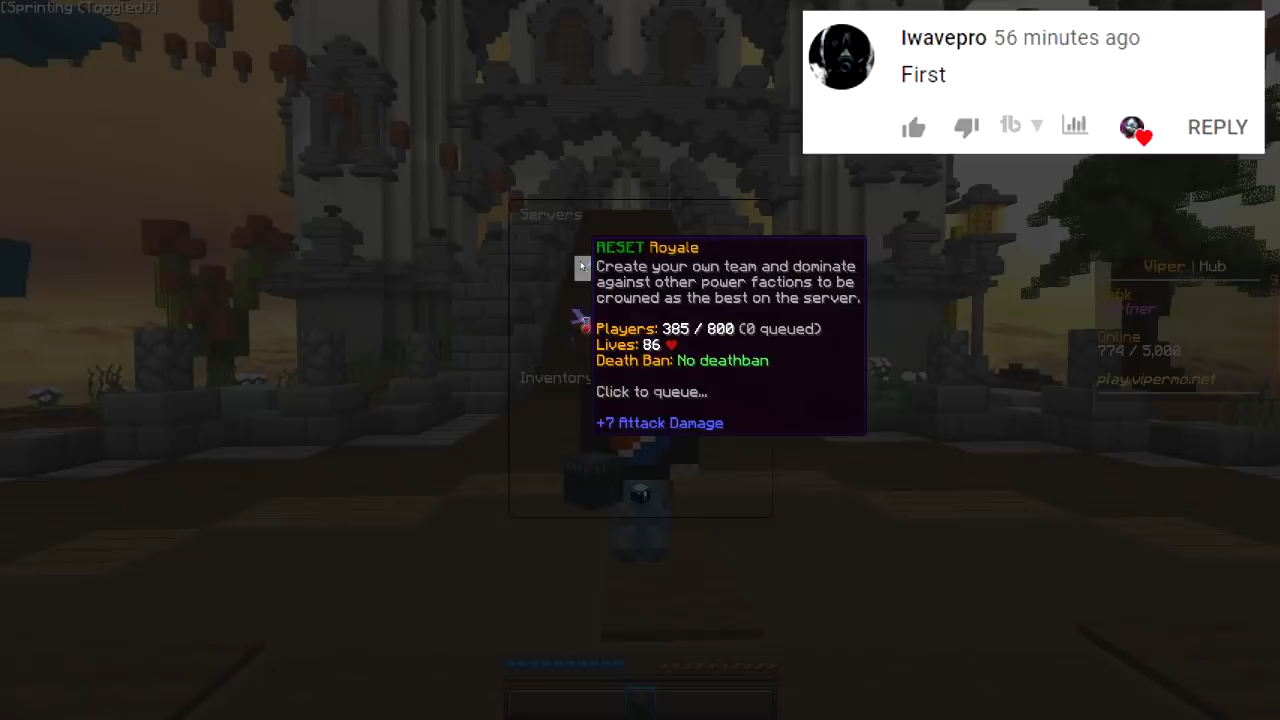 [Sprinting (Toggled)]
Iwavepro 56 minutes ago
First
REPLY
Servers
RESET Royale
Create your own team and dominate
against other power factions to be
crowned as the best on the server.
Players: 385 / 800 (0 queued)
Lives: 86 ❤
Death Ban: No deathban
Click to queue...
+7 Attack Damage
Inventory
Viper | Hub
Online
774 / 5,000
play.vipermc.net